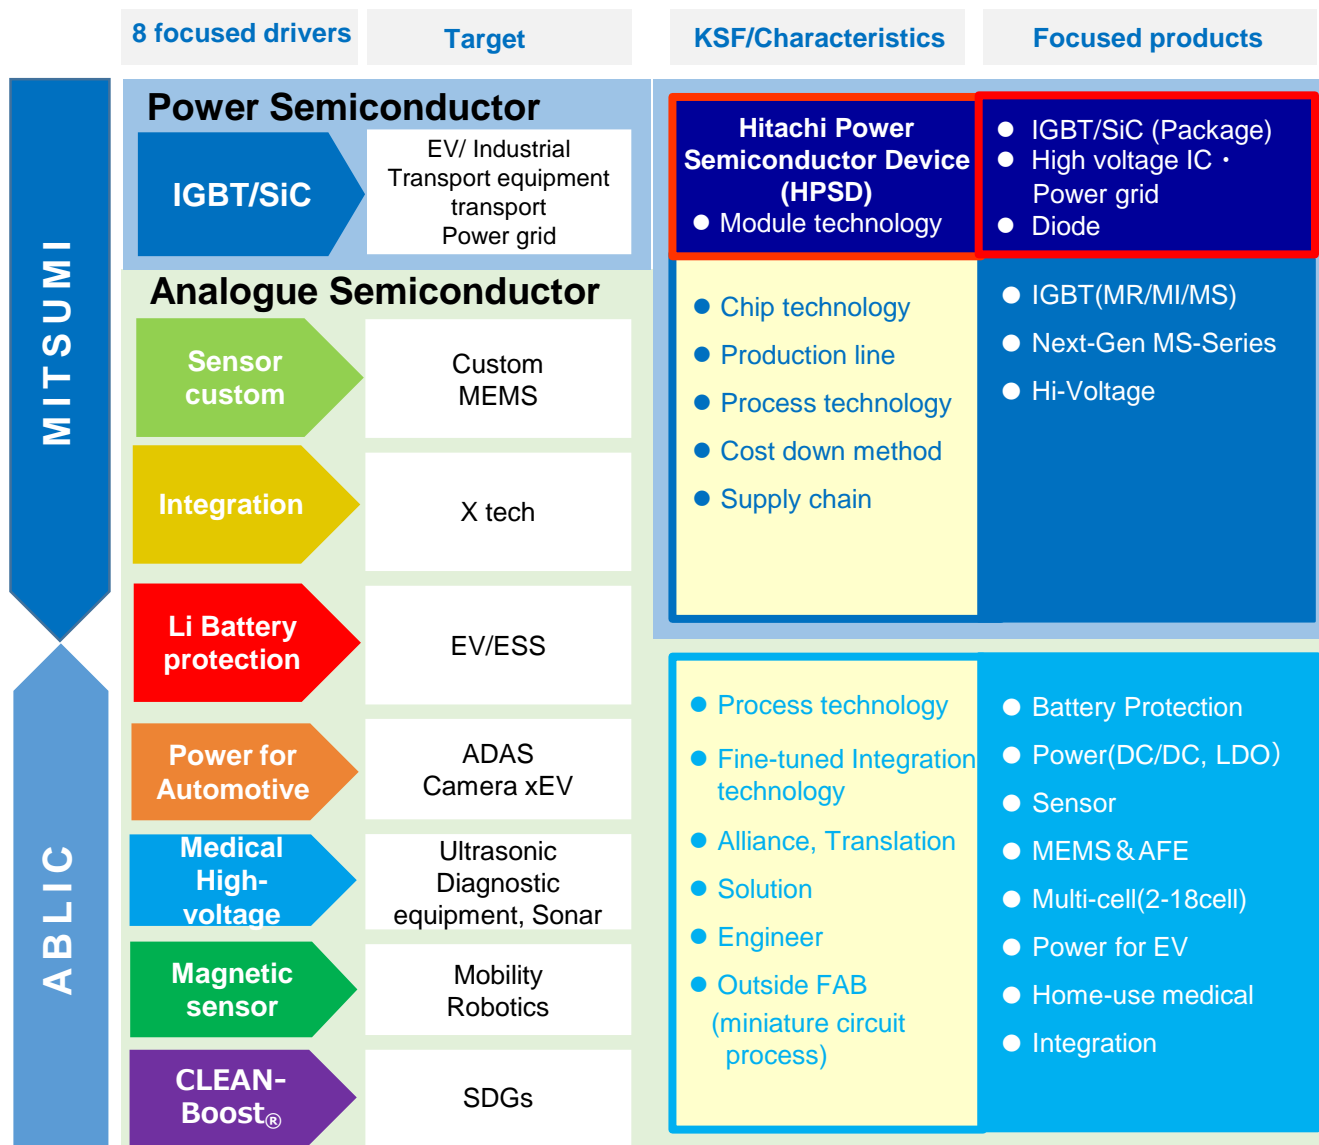 8 focused drivers
Target
KSF/Characteristics
Focused products
MITSUMI
ABLIC
Power Semiconductor
IGBT/SiC
EV/ Industrial
Transport equipment
transport
Power grid
Analogue Semiconductor
Sensor
custom
Custom
MEMS
Integration
X tech
Li Battery
protection
EV/ESS
Power for
Automotive
ADAS
Camera xEV
Medical
High-
voltage
Ultrasonic
Diagnostic
equipment, Sonar
Magnetic
sensor
Mobility
Robotics
CLEAN-
Boost®
SDGs
Hitachi Power
Semiconductor Device
(HPSD)
● Module technology
● IGBT/SiC (Package)
● High voltage IC・
Power grid
● Diode
● Chip technology
● Production line
● Process technology
● Cost down method
● Supply chain
● IGBT(MR/MI/MS)
● Next-Gen MS-Series
● Hi-Voltage
● Process technology
● Fine-tuned Integration
technology
● Alliance, Translation
● Solution
● Engineer
● Outside FAB
(miniature circuit
process)
● Battery Protection
● Power(DC/DC, LDO）
● Sensor
● MEMS＆AFE
● Multi-cell(2-18cell)
● Power for EV
● Home-use medical
● Integration